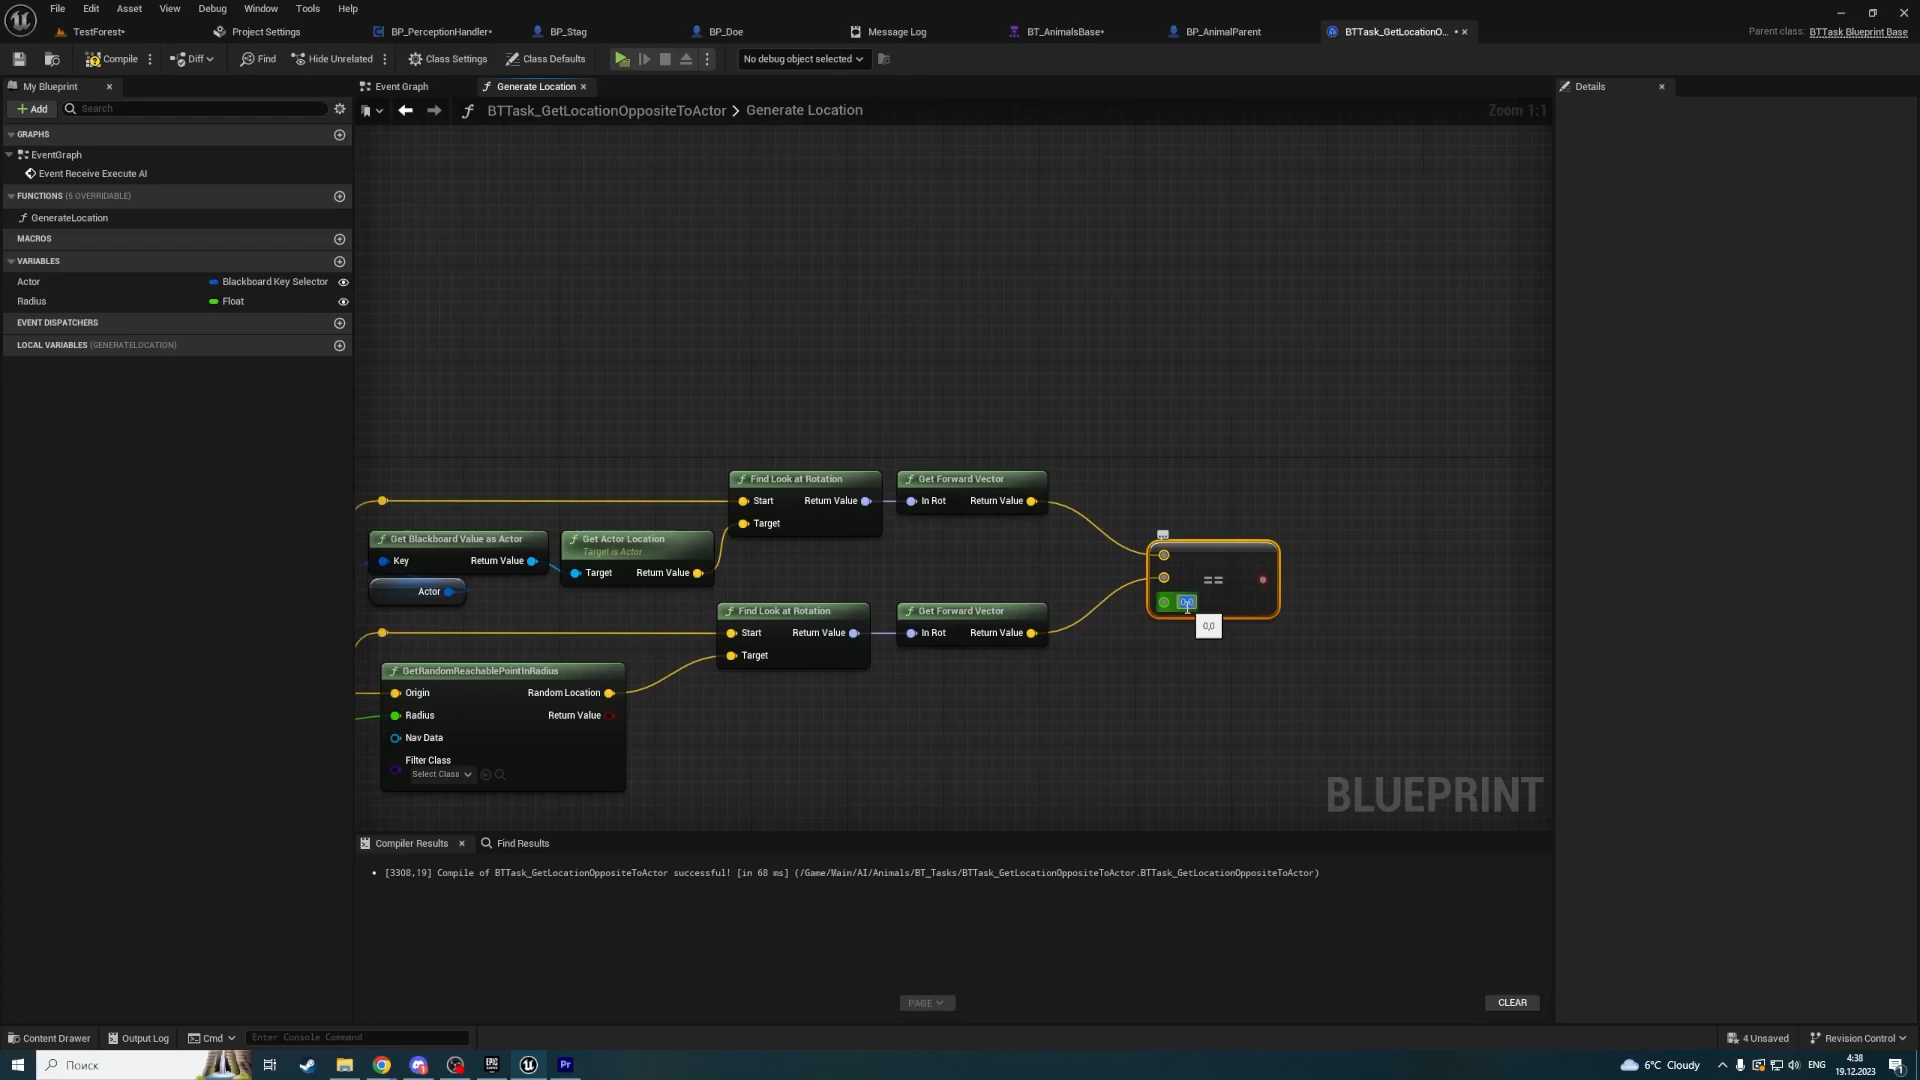 File Edit Asset View Debug Window Tools Help
TestForest* Project Settings BP_PerceptionHandler* BP_Stag BP_Doe Message Log BT_AnimalsBase* BP_AnimalParent BTTask_GetLocationO... •
Parent class: BTTask Blueprint Base
Compile Diff Find Hide Unrelated Class Settings Class Defaults No debug object selected
My Blueprint
Event Graph Generate Location
Details
Add Search
BTTask_GetLocationOppositeToActor > Generate Location
Zoom 1:1
GRAPHS
EventGraph
Event Receive Execute AI
FUNCTIONS (5 OVERRIDABLE)
GenerateLocation
MACROS
VARIABLES
Actor Blackboard Key Selector
Radius Float
EVENT DISPATCHERS
LOCAL VARIABLES (GENERATELOCATION)
Find Look at Rotation
Start Return Value
Target
Get Forward Vector
In Rot Return Value
Get Blackboard Value as Actor
Key Return Value
Actor
Get Actor Location
Target is Actor
Target Return Value
==
0,0
0,0
Find Look at Rotation
Start Return Value
Target
Get Forward Vector
In Rot Return Value
GetRandomReachablePointInRadius
Origin Random Location
Radius Return Value
Nav Data
Filter Class
Select Class
BLUEPRINT
Compiler Results Find Results
• [3308,19] Compile of BTTask_GetLocationOppositeToActor successful! [in 68 ms] (/Game/Main/AI/Animals/BT_Tasks/BTTask_GetLocationOppositeToActor.BTTask_GetLocationOppositeToActor)
PAGE
CLEAR
Content Drawer Output Log Cmd Enter Console Command
4 Unsaved Revision Control
Поиск
EPIC GAMES
Pr
6°C Cloudy
ENG
4:38
19.12.2023
1